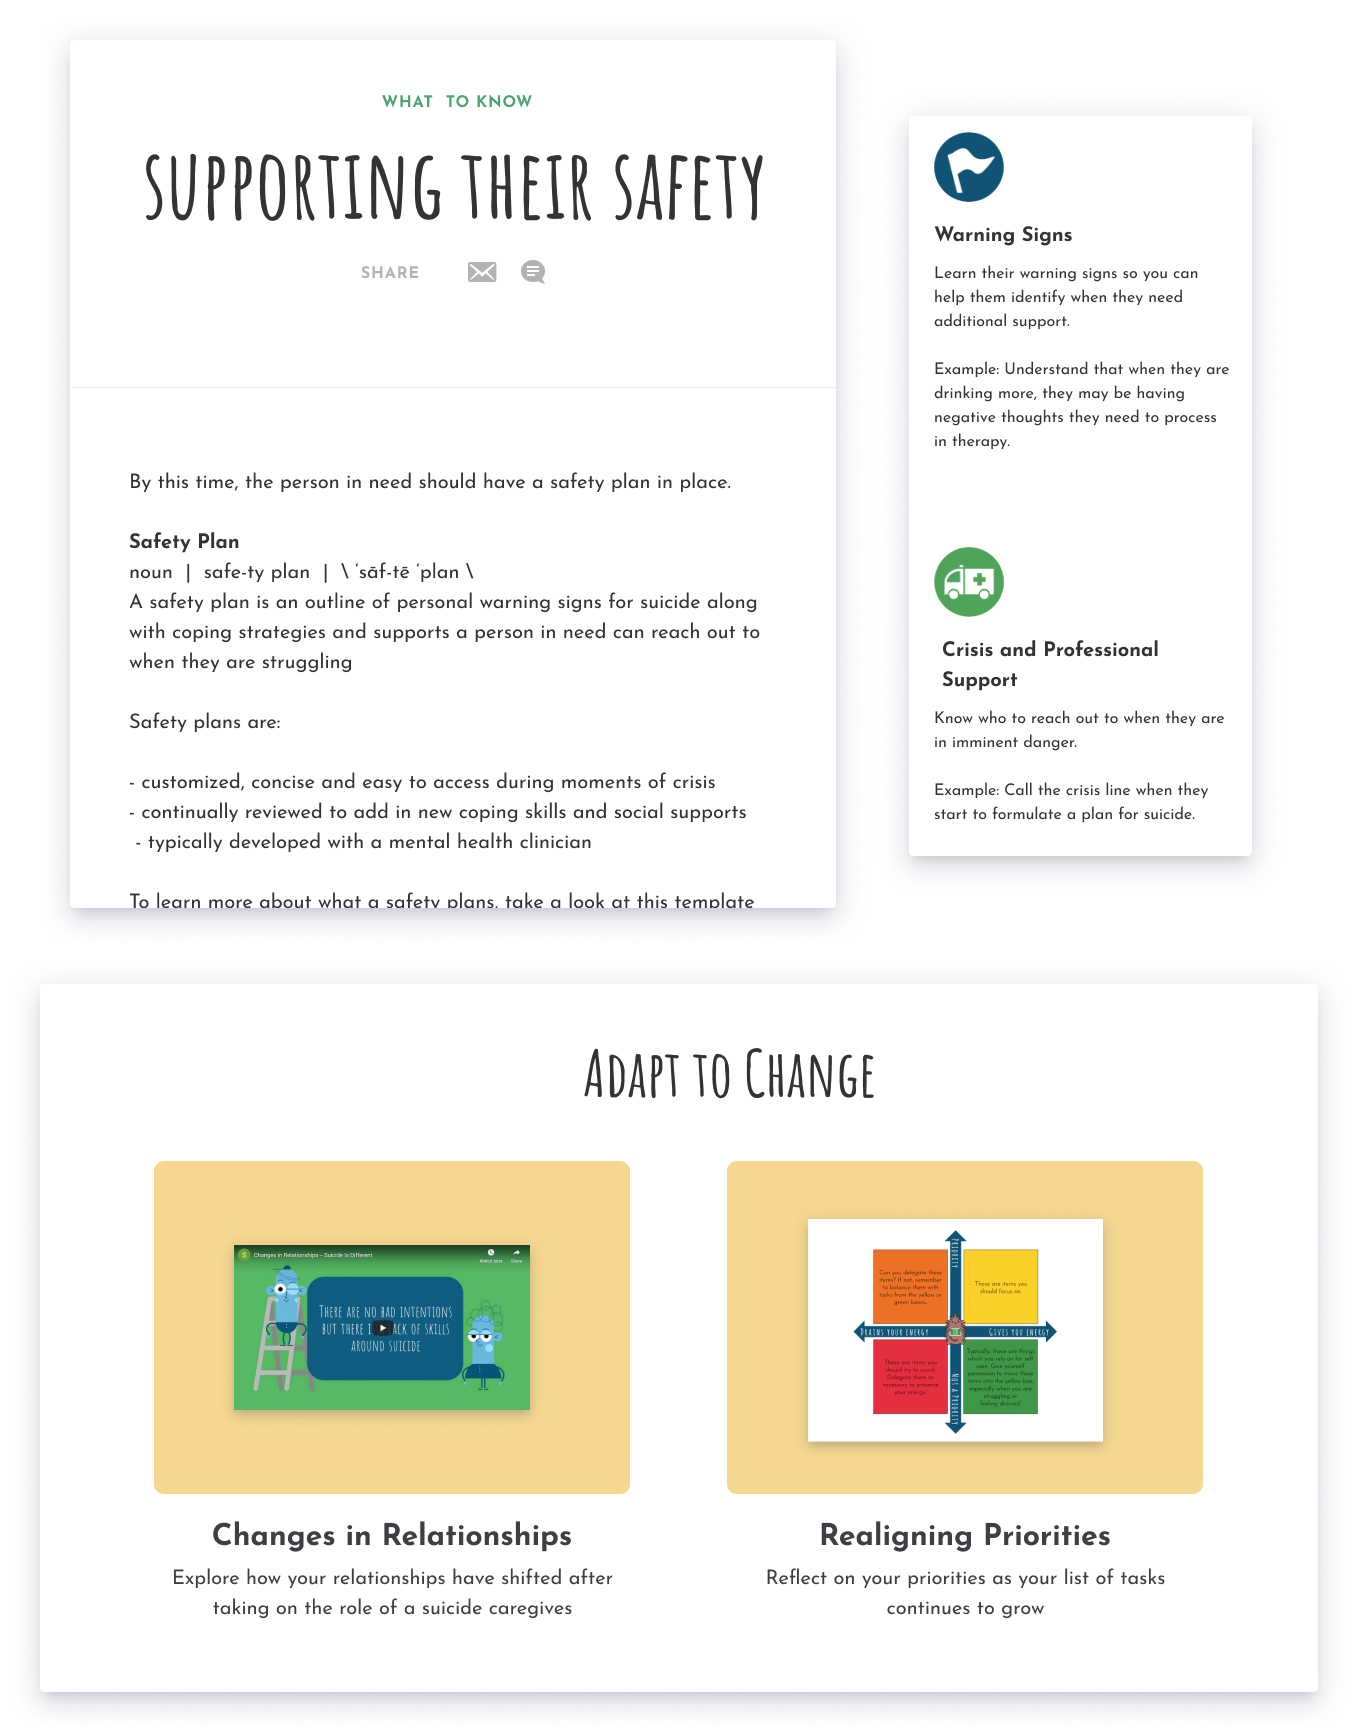 WHAT TO KNOW
SUPPORTING THEIR SAFETY
SHARE
By this time, the person in need should have a safety plan in place.
Safety Plan
noun | safe-ty plan | \ ˈsāf-tē ˈplan \
A safety plan is an outline of personal warning signs for suicide along
with coping strategies and supports a person in need can reach out to
when they are struggling
Safety plans are:
- customized, concise and easy to access during moments of crisis
- continually reviewed to add in new coping skills and social supports
- typically developed with a mental health clinician
To learn more about what a safety plans, take a look at this template
Warning Signs
Learn their warning signs so you can
help them identify when they need
additional support.
Example: Understand that when they are
drinking more, they may be having
negative thoughts they need to process
in therapy.
Crisis and Professional
Support
Know who to reach out to when they are
in imminent danger.
Example: Call the crisis line when they
start to formulate a plan for suicide.
ADAPT TO CHANGE
S
Changes in Relationships – Suicide Is Different
Watch later
Share
THERE ARE NO BAD INTENTIONS
BUT THERE I ACK OF SKILLS
AROUND SUICIDE
PRIORITY
Can you delegate these
items? If not, remember
to balance them with
tasks from the yellow or
green boxes.
These are items you
should focus on
DRAINS YOUR ENERGY
GIVES YOU ENERGY
These are items you
should try to avoid.
Delegate them as
necessary to preserve
your energy.
Typically, these are things
which you rely on for self
care. Give yourself
permission to move these
items into the yellow box,
especially when you are
struggling or
feeling drained.
NOT A PRIORITY
Changes in Relationships
Explore how your relationships have shifted after
taking on the role of a suicide caregives
Realigning Priorities
Reflect on your priorities as your list of tasks
continues to grow